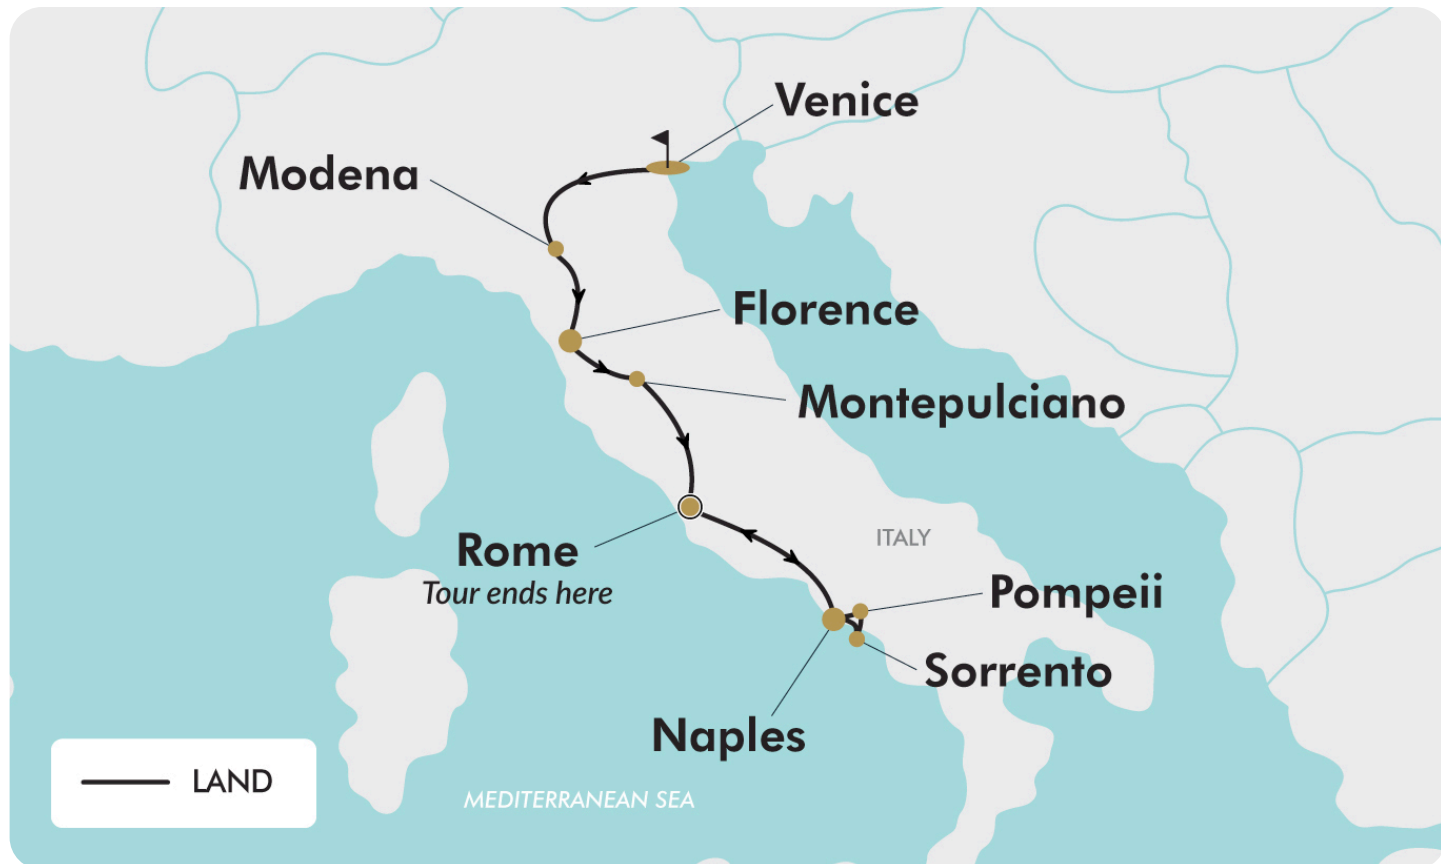 Venice
Modena
Florence
Montepulciano
Rome
Tour ends here
ITALY
Pompeii
Sorrento
Naples
LAND
MEDITERRANEAN SEA